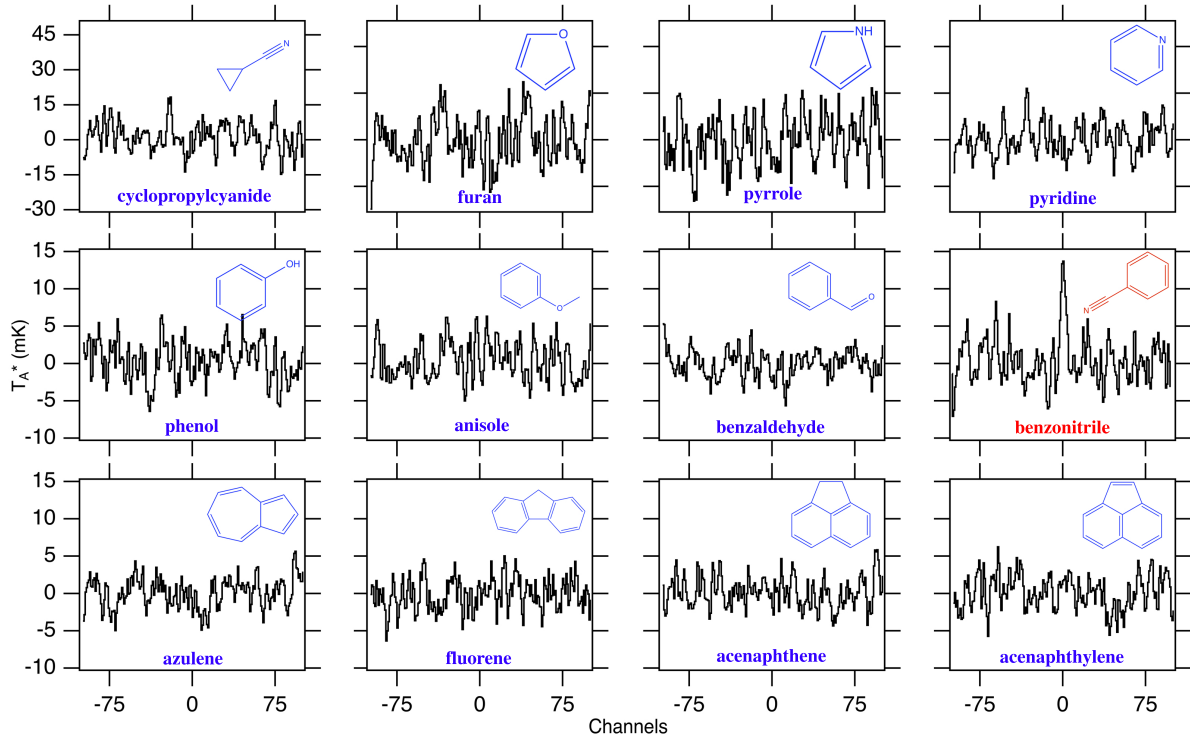 45
30
15
0
-15
-30
N
cyclopropylcyanide
O
furan
NH
pyrrole
N
pyridine
15
10
5
0
-5
-10
T_A* (mK)
OH
phenol
O
anisole
O
benzaldehyde
N
benzonitrile
15
10
5
0
-5
-10
azulene
fluorene
acenaphthene
acenaphthylene
-75 0 75 -75 0 75 -75 0 75 -75 0 75
Channels